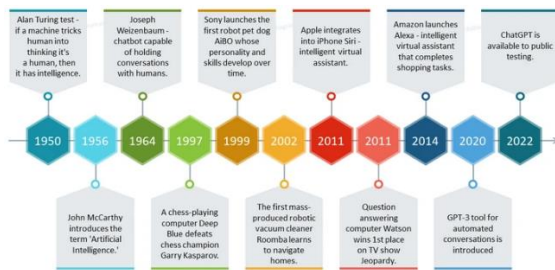 Alan Turing test -
if a machine tricks
human into
thinking it's
a human, then
it has intelligence.
Joseph
Weizenbaum -
chatbot capable
of holding
conversations
with humans.
Sony launches the
first robot pet dog
AiBO whose
personality and
skills develop over
time.
Apple integrates
into iPhone Siri -
intelligent virtual
assistant.
Amazon launches
Alexa - intelligent
virtual assistant
that completes
shopping tasks.
ChatGPT is
available to public
testing.
1950 1956 1964 1997 1999 2002 2011 2011 2014 2020 2022
John McCarthy
introduces the
term 'Artificial
Intelligence.'
A chess-playing
computer Deep
Blue defeats
chess champion
Garry Kasparov.
The first mass-
produced robotic
vacuum cleaner
Roomba learns to
navigate homes.
Question
answering
computer Watson
wins 1st place
on TV show
Jeopardy.
GPT-3 tool for
automated
conversations is
introduced